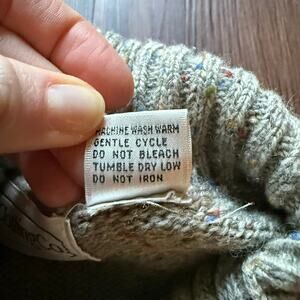 MACHINE WASH WARM
GENTLE CYCLE
DO NOT BLEACH
TUMBLE DRY LOW
DO NOT IRON